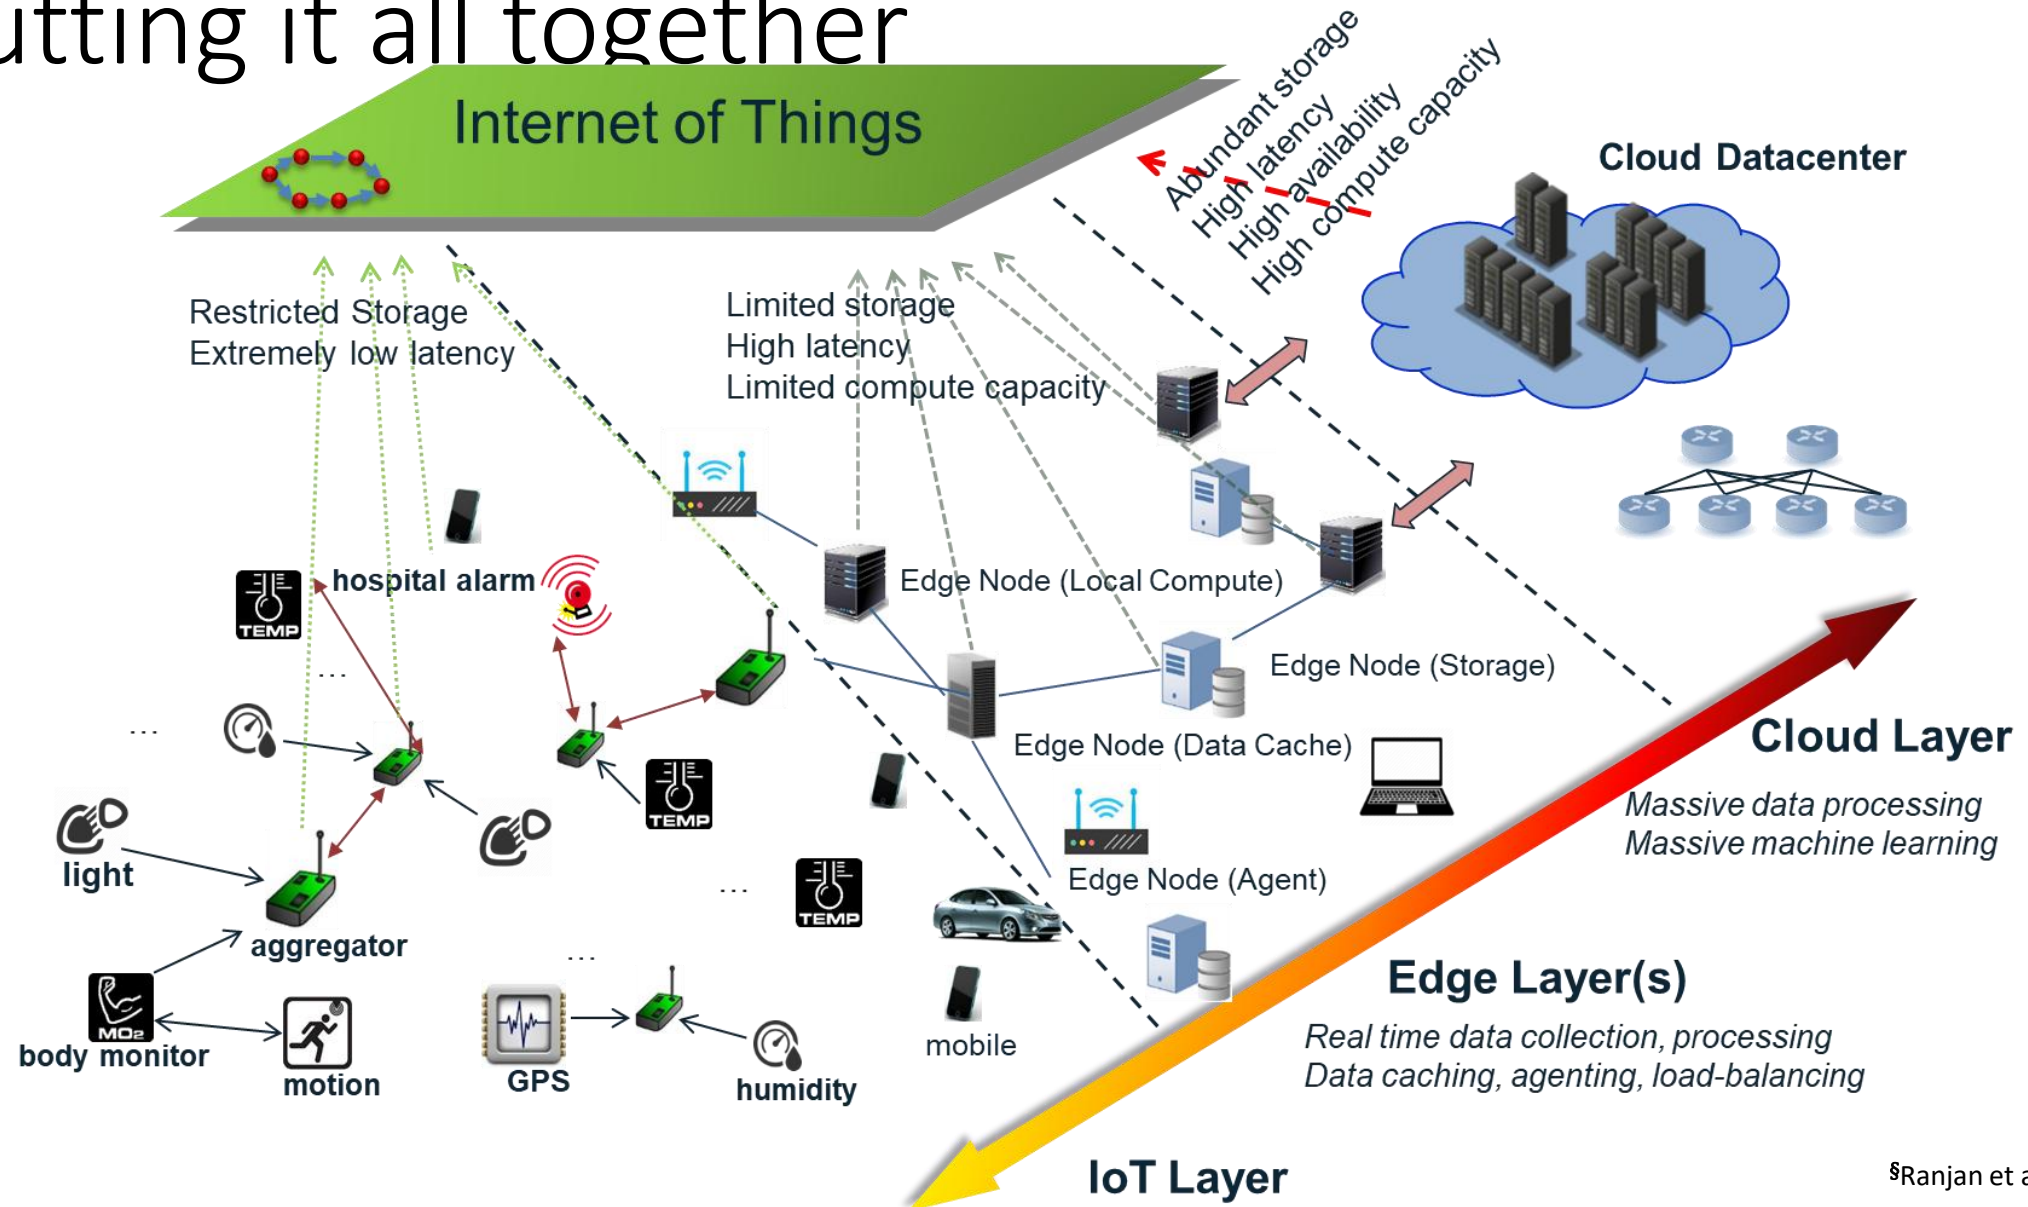 utting it all together
Internet of Things
Abundant storage
High latency
High availability
High compute capacity
Cloud Datacenter
Restricted Storage
Extremely low latency
Limited storage
High latency
Limited compute capacity
hospital alarm
TEMP
...
Edge Node (Local Compute)
Edge Node (Storage)
...
Edge Node (Data Cache)
TEMP
Cloud Layer
Massive data processing
Massive machine learning
light
...
TEMP
Edge Node (Agent)
aggregator
...
MO2
body monitor
motion
GPS
humidity
mobile
Edge Layer(s)
Real time data collection, processing
Data caching, agenting, load-balancing
IoT Layer
§Ranjan et a